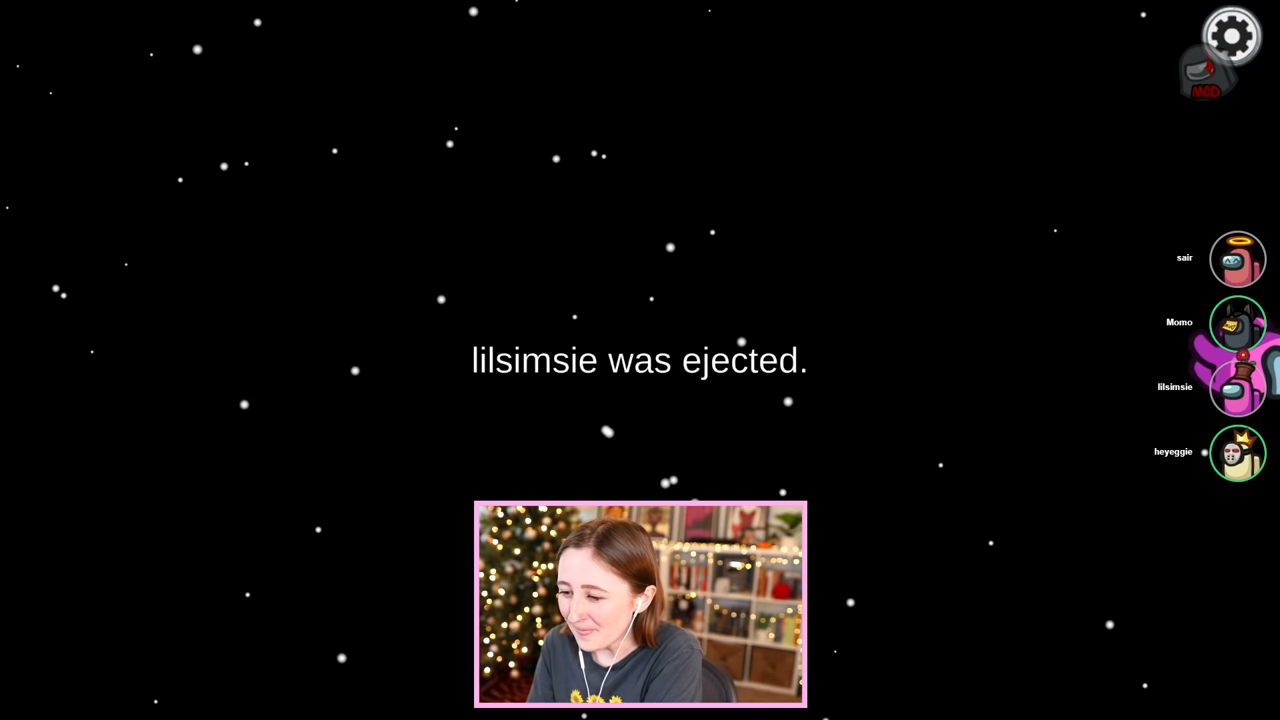 MOD
sair
Momo
lilsimsie was ejected.
lilsimsie
heyeggie